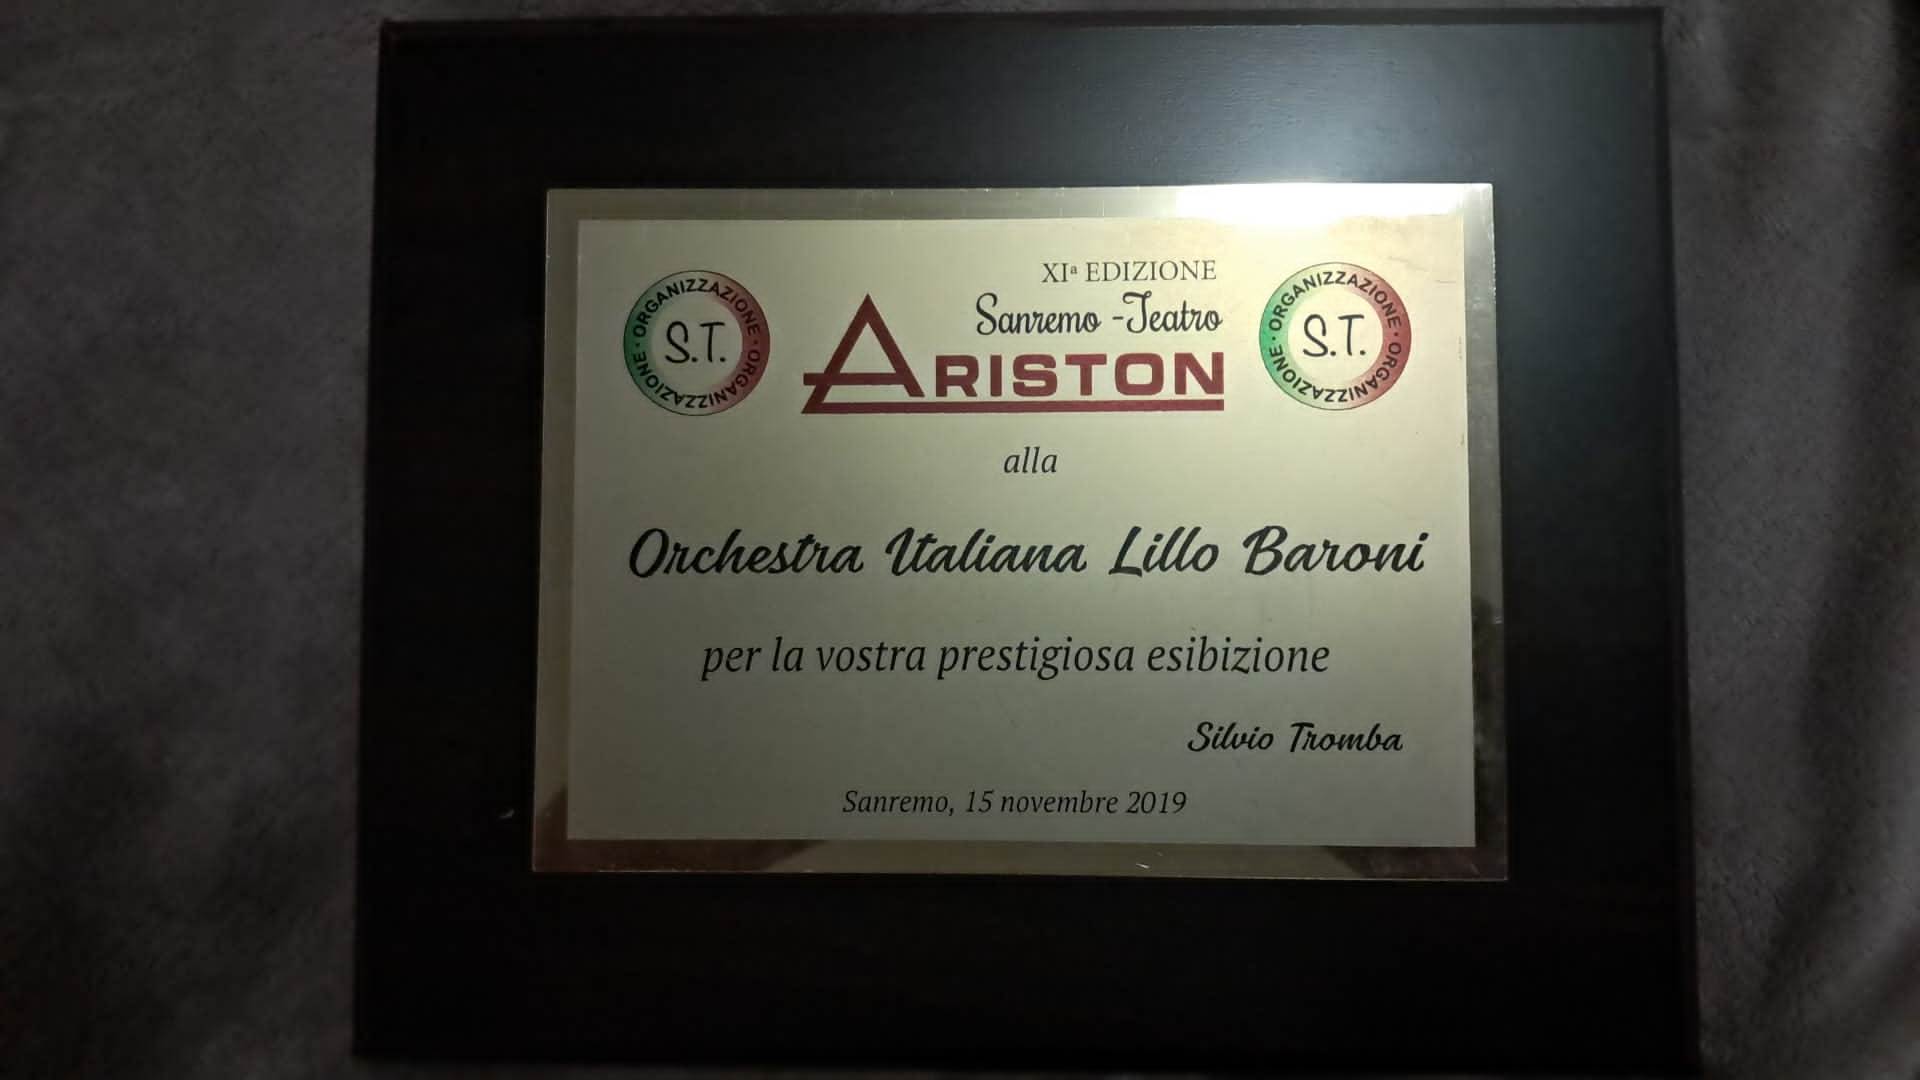 XIª EDIZIONE
Sanremo - Teatro
ARISTON
ORGANIZZAZIONE · ORGANIZZAZIONE ·
S.T.
ORGANIZZAZIONE · ORGANIZZAZIONE ·
S.T.
alla
Orchestra Italiana Lillo Baroni
per la vostra prestigiosa esibizione
Silvio Tromba
Sanremo, 15 novembre 2019